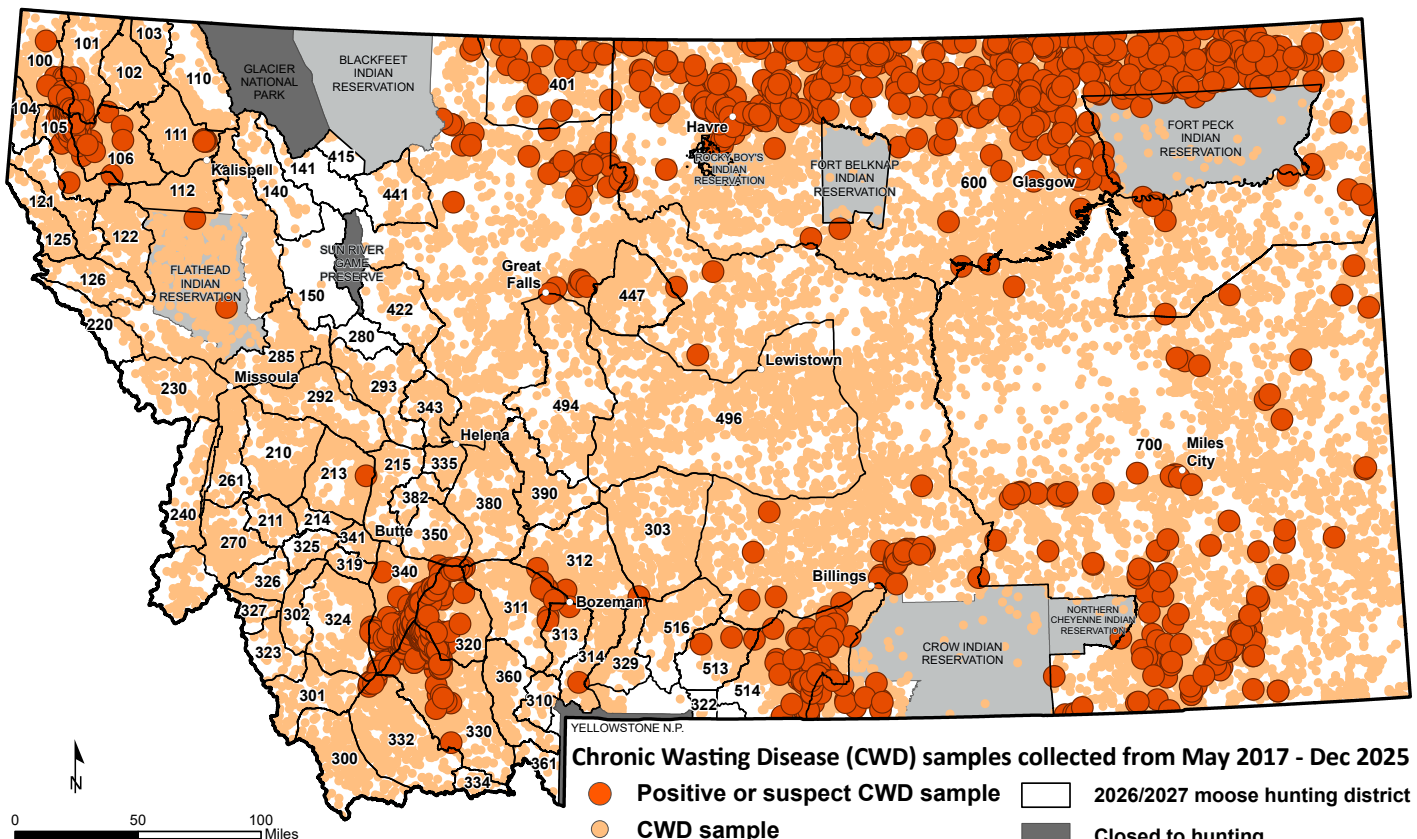 103
101
100
102
110
GLACIER
NATIONAL
PARK
BLACKFEET
INDIAN
RESERVATION
401
104
105
111
106
Havre
ROCKY BOY'S
INDIAN
RESERVATION
FORT BELKNAP
INDIAN
RESERVATION
600
Glasgow
FORT PECK
INDIAN
RESERVATION
Kalispell
141
415
140
441
112
121
125
122
126
FLATHEAD
INDIAN
RESERVATION
SUN RIVER
GAME
PRESERVE
150
422
Great
Falls
447
220
280
285
Missoula
230
292
293
343
494
Lewistown
496
Helena
700
Miles
City
210
213
215
335
261
382
380
390
240
211
214
270
325
341
Butte
350
303
312
319
326
340
Billings
Bozeman
327
302
324
311
323
320
313
516
314
329
NORTHERN
CHEYENNE INDIAN
RESERVATION
CROW INDIAN
RESERVATION
360
513
301
310
514
322
332
330
300
361
334
YELLOWSTONE N.P.
Chronic Wasting Disease (CWD) samples collected from May 2017 - Dec 2025
Positive or suspect CWD sample
2026/2027 moose hunting district
CWD sample
Closed to hunting
N
0 50 100
Miles